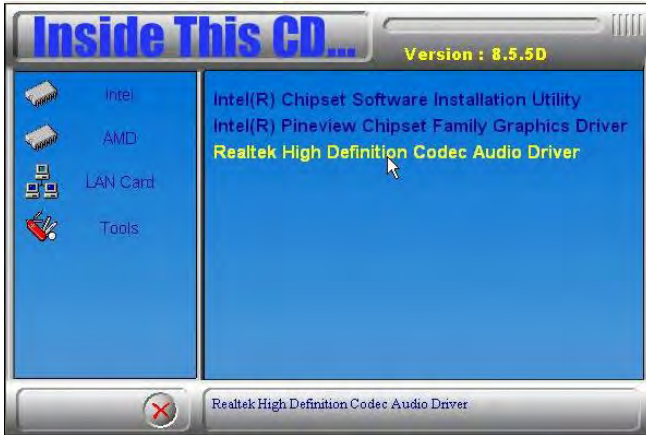 Inside This CD...
Version : 8.5.5D
Intel
AMD
LAN Card
Tools
Intel(R) Chipset Software Installation Utility
Intel(R) Pineview Chipset Family Graphics Driver
Realtek High Definition Codec Audio Driver
Realtek High Definition Codec Audio Driver